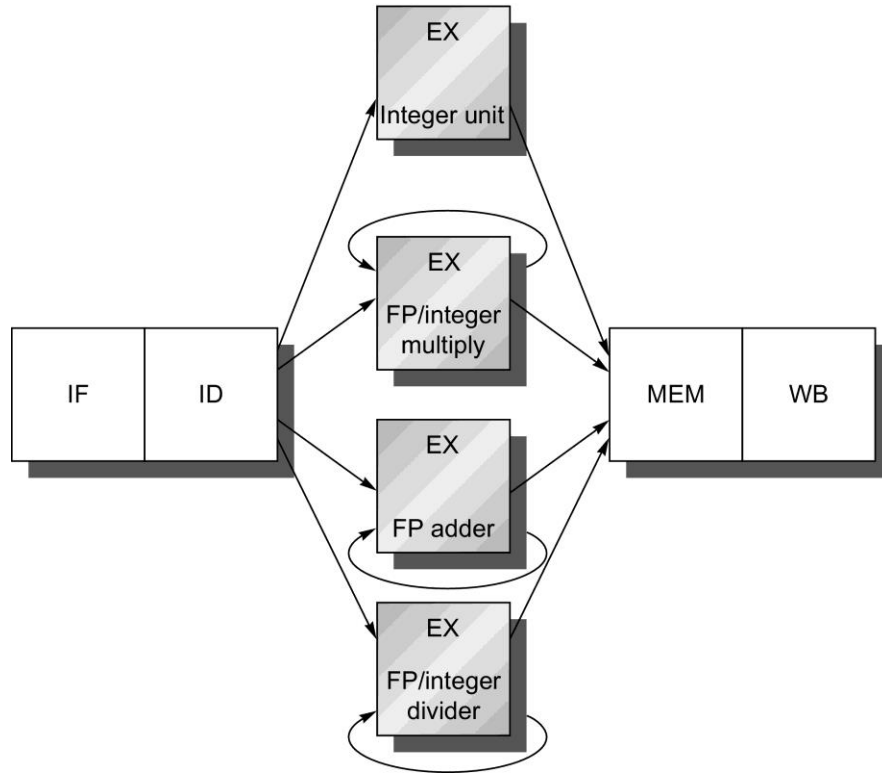 EX
Integer unit
EX
FP/integer
multiply
IF
ID
MEM
WB
EX
FP adder
EX
FP/integer
divider